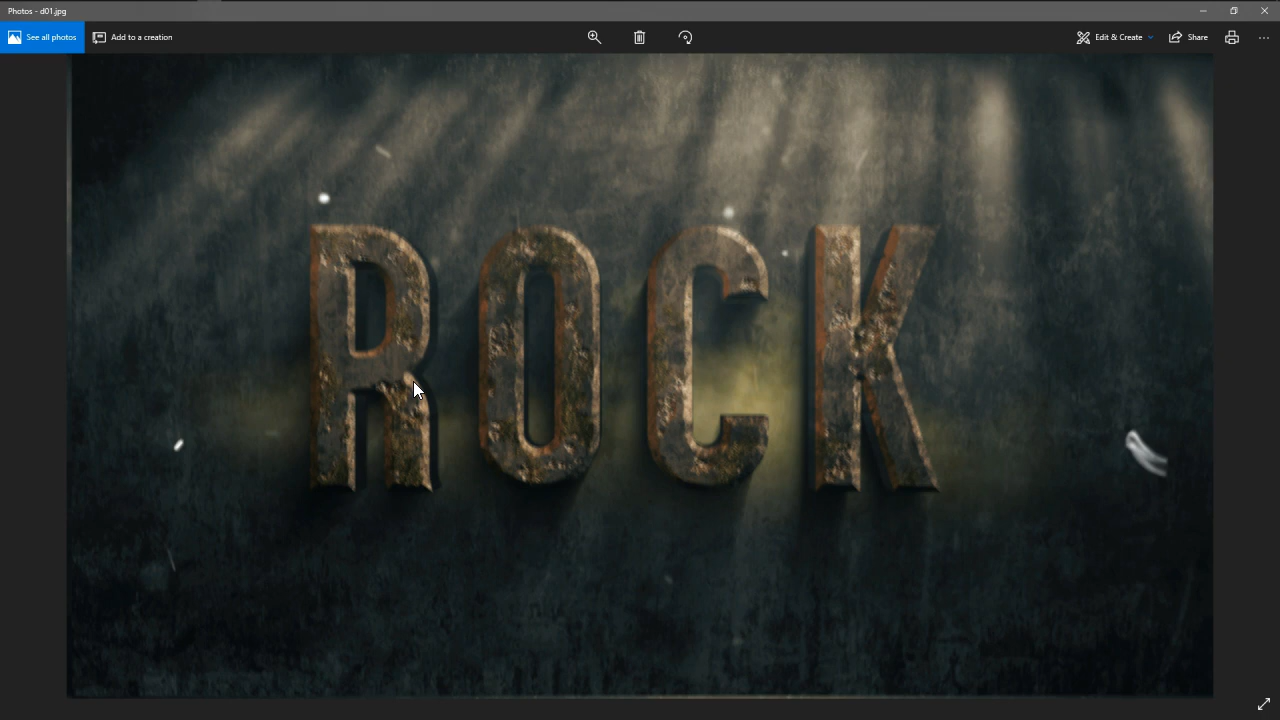 Photos - d01.jpg
See all photos
Add to a creation
Edit & Create
Share
ROCK